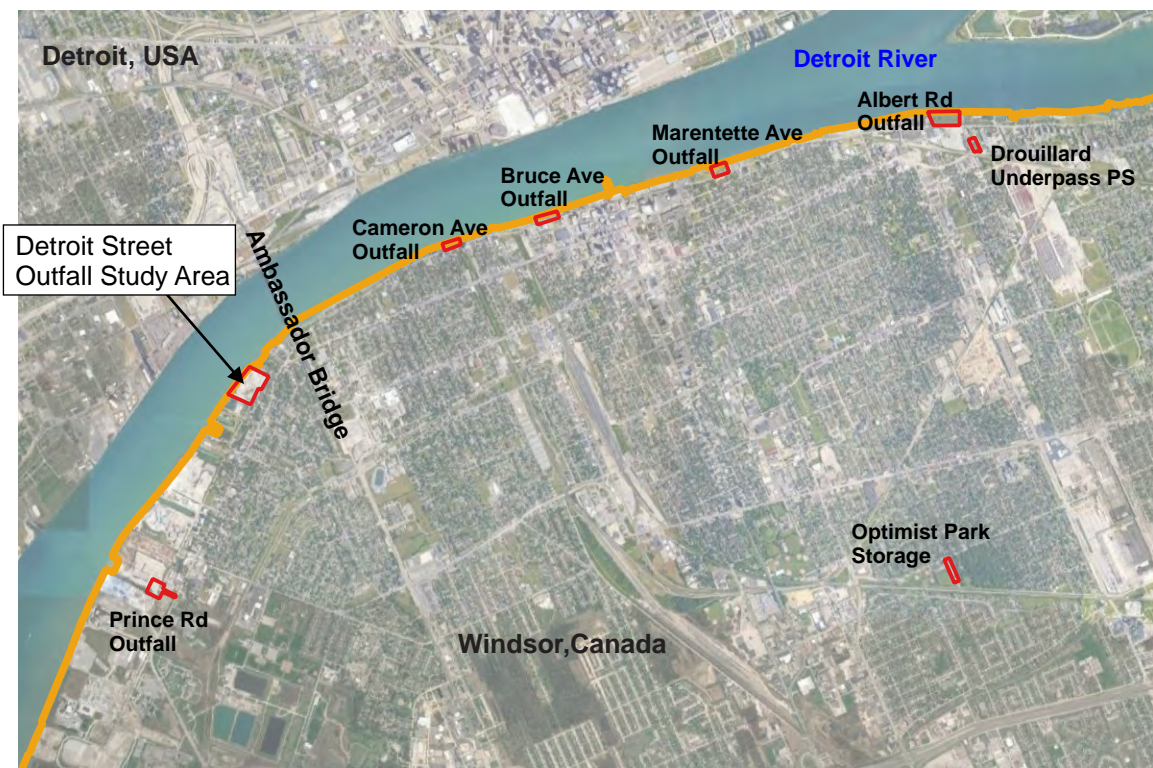 Detroit, USA
Detroit River
Albert Rd
Outfall
Marentette Ave
Outfall
Drouillard
Underpass PS
Bruce Ave
Outfall
Cameron Ave
Outfall
Detroit Street
Outfall Study Area
Ambassador Bridge
Optimist Park
Storage
Prince Rd
Outfall
Windsor,Canada